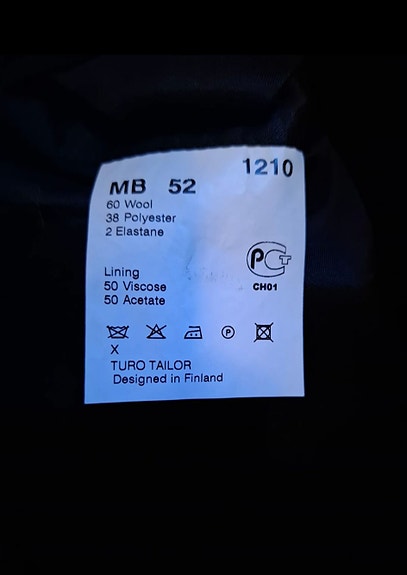 1210
MB 52
60 Wool
38 Polyester
2 Elastane
РСТ
CH01
Lining
50 Viscose
50 Acetate
P
X
TURO TAILOR
Designed in Finland